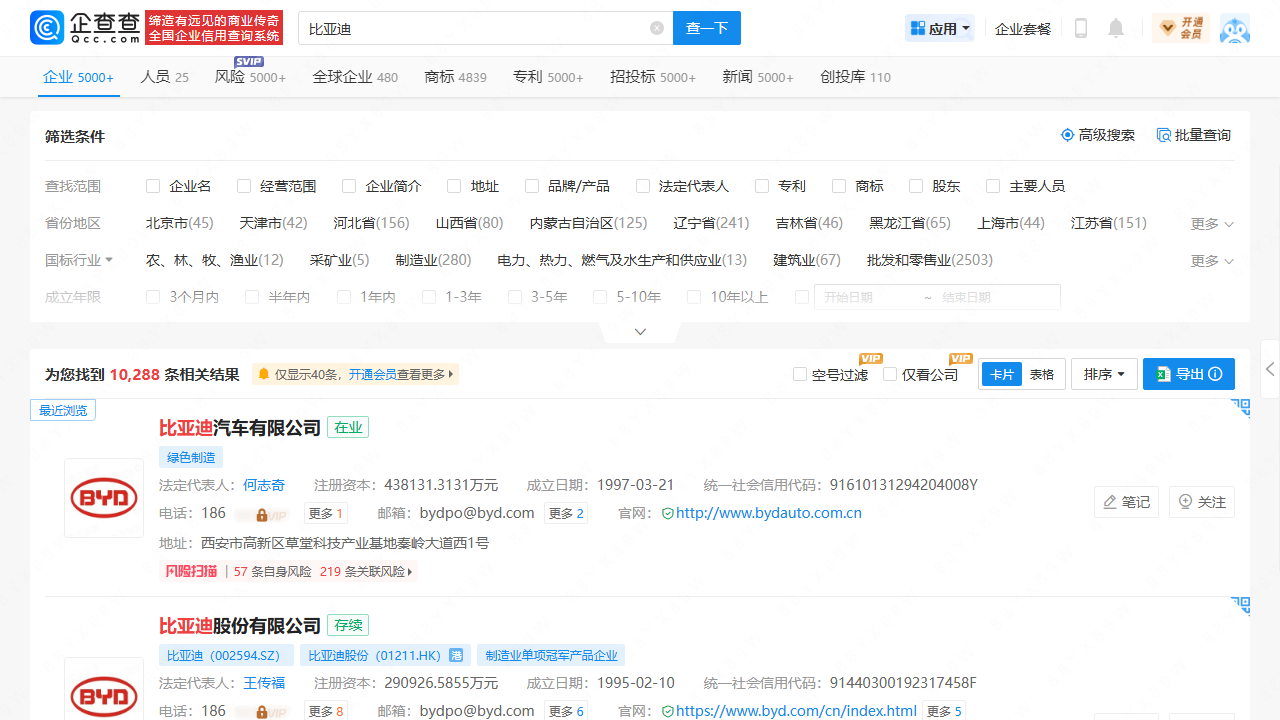 企查查
Qcc.com
缔造有远见的商业传奇
全国企业信用查询系统
比亚迪
查一下
应用
企业套餐
开通
会员
企业 5000+ 人员 25 风险 5000+ SVIP 全球企业 480 商标 4839 专利 5000+ 招投标 5000+ 新闻 5000+ 创投库 110
筛选条件 高级搜索 批量查询
查找范围 企业名 经营范围 企业简介 地址 品牌/产品 法定代表人 专利 商标 股东 主要人员
省份地区 北京市(45) 天津市(42) 河北省(156) 山西省(80) 内蒙古自治区(125) 辽宁省(241) 吉林省(46) 黑龙江省(65) 上海市(44) 江苏省(151) 更多
国标行业 农、林、牧、渔业(12) 采矿业(5) 制造业(280) 电力、热力、燃气及水生产和供应业(13) 建筑业(67) 批发和零售业(2503) 更多
成立年限 3个月内 半年内 1年内 1-3年 3-5年 5-10年 10年以上 开始日期 ~ 结束日期
为您找到 10,288 条相关结果 仅显示40条，开通会员查看更多 空号过滤 VIP 仅看公司 VIP 卡片 表格 排序 导出
最近浏览
比亚迪汽车有限公司 在业
绿色制造
法定代表人：何志奇 注册资本：438131.3131万元 成立日期：1997-03-21 统一社会信用代码：91610131294204008Y
电话：186 VIP 更多 1 邮箱：bydpo@byd.com 更多 2 官网：http://www.bydauto.com.cn
笔记 关注
地址：西安市高新区草堂科技产业基地秦岭大道西1号
风险扫描 | 57 条自身风险 219 条关联风险
BYD
比亚迪股份有限公司 存续
比亚迪（002594.SZ） 比亚迪股份（01211.HK） 港 制造业单项冠军产品企业
法定代表人：王传福 注册资本：290926.5855万元 成立日期：1995-02-10 统一社会信用代码：91440300192317458F
电话：186 VIP 更多 8 邮箱：bydpo@byd.com 更多 6 官网：https://www.byd.com/cn/index.html 更多 5
BYD